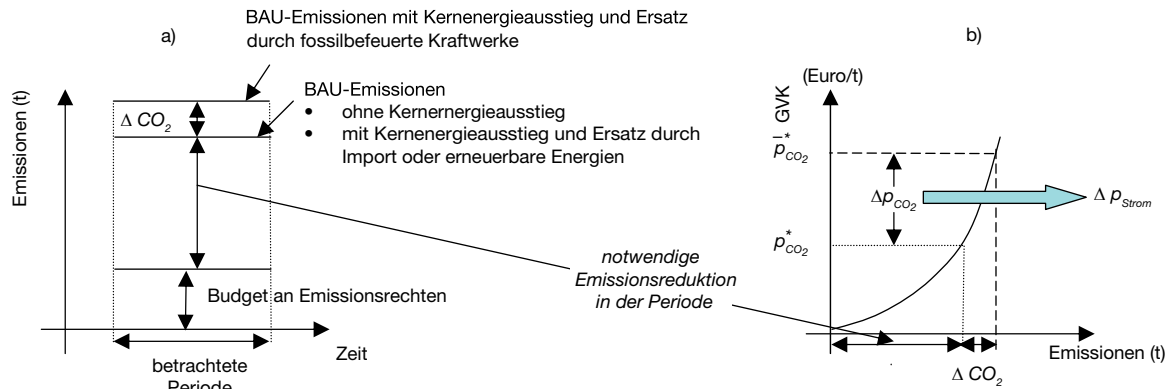 a)
BAU-Emissionen mit Kernenergieausstieg und Ersatz
durch fossilbefeuerte Kraftwerke
Emissionen (t)
Δ CO₂
BAU-Emissionen
• ohne Kernernergieausstieg
• mit Kernenergieausstieg und Ersatz durch
Import oder erneuerbare Energien
Budget an Emissionsrechten
Zeit
betrachtete
Periode
notwendige
Emissionsreduktion
in der Periode
b)
(Euro/t)
GVK
p̄*CO₂
Δp CO₂
Δ p Strom
p*CO₂
Emissionen (t)
Δ CO₂